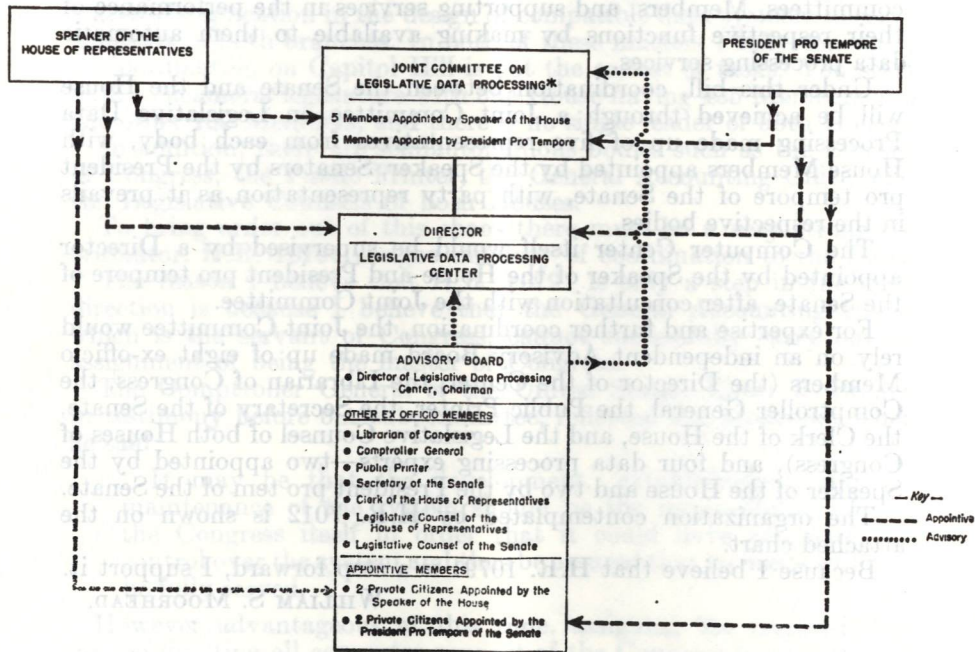 SPEAKER OF THE
HOUSE OF REPRESENTATIVES
PRESIDENT PRO TEMPORE
OF THE SENATE
JOINT COMMITTEE ON
LEGISLATIVE DATA PROCESSING
5 Members Appointed by Speaker of the House
5 Members Appointed by President Pro Tempore
DIRECTOR
LEGISLATIVE DATA PROCESSING
CENTER
ADVISORY BOARD
● Director of Legislative Data Processing
Center, Chairman
OTHER EX OFFICIO MEMBERS
● Librarian of Congress
● Comptroller General
● Public Printer
● Secretary of the Senate
● Clerk of the House of Representatives
● Legislative Counsel of the
House of Representatives
● Legislative Counsel of the Senate
APPOINTIVE MEMBERS
● 2 Private Citizens Appointed by the
Speaker of the House
● 2 Private Citizens Appointed by the
President Pro Tempore of the Senate
— Key —
Appointive
Advisory